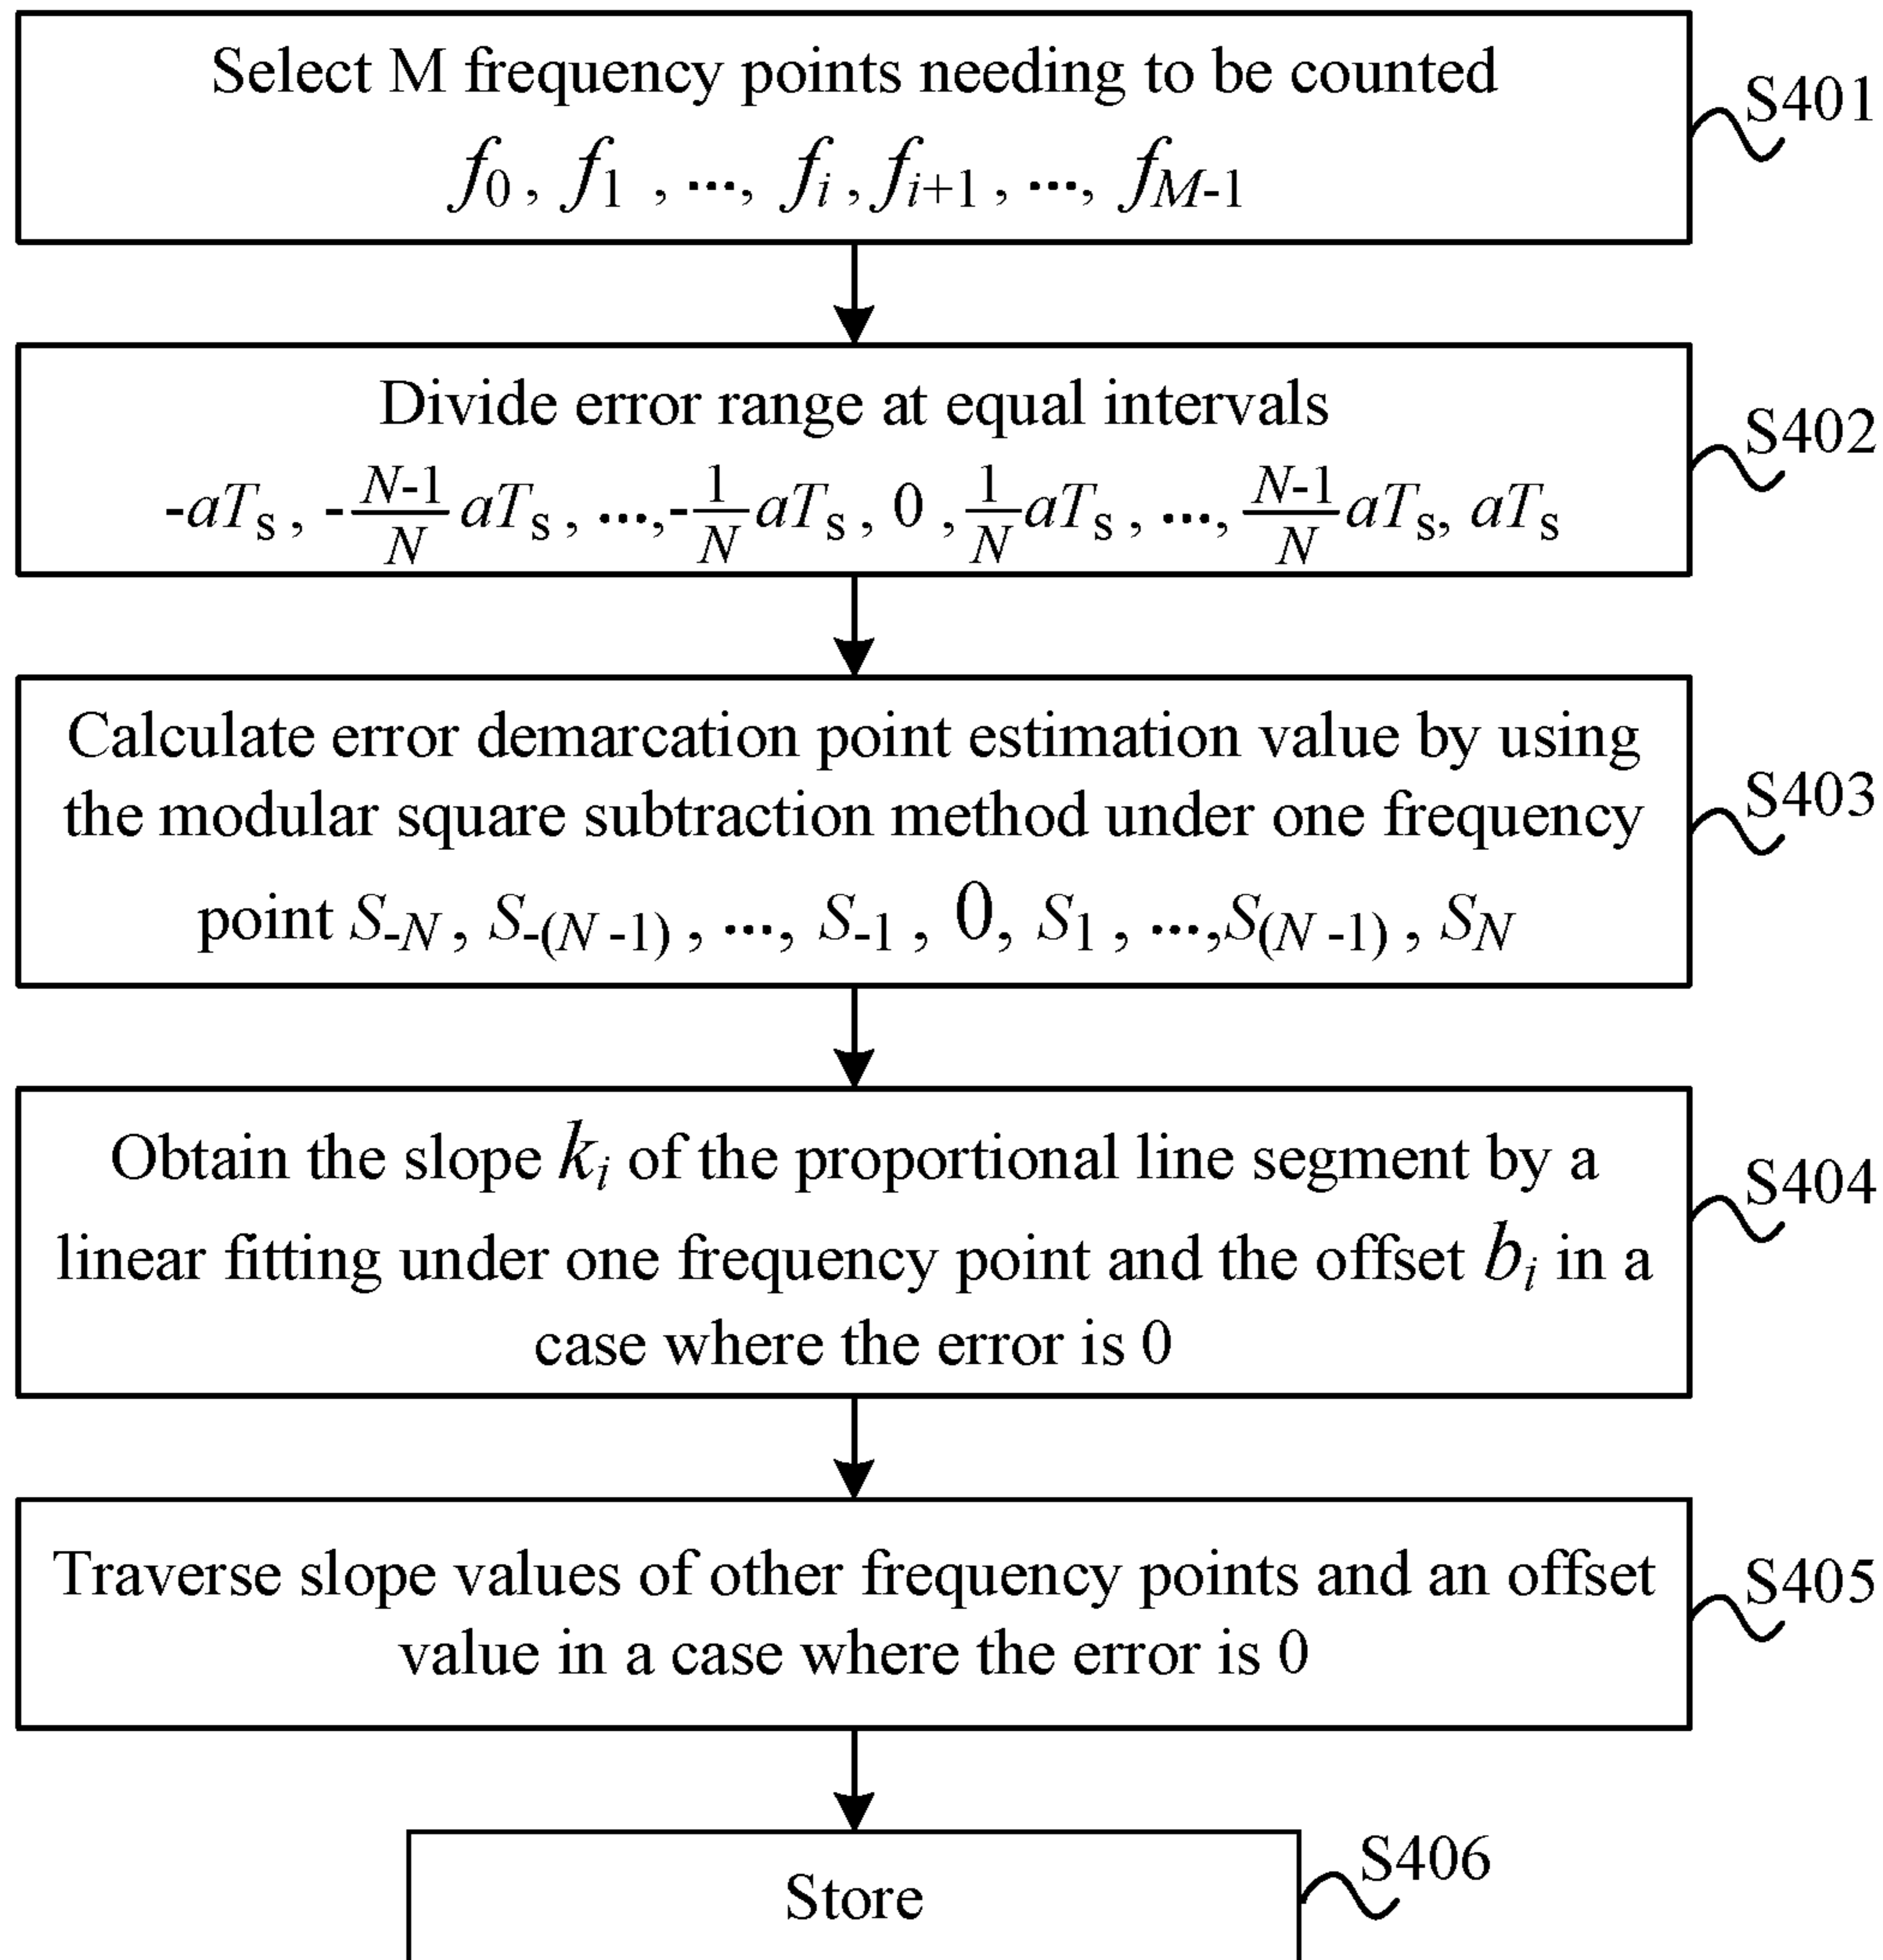 Select M frequency points needing to be counted
S401
f0 , f1 , ..., fi , fi+1 , ..., fM-1
Divide error range at equal intervals
S402
-aTs , -N-1/N aTs , ...,-1/N aTs , 0 , 1/N aTs , ..., N-1/N aTs, aTs
Calculate error demarcation point estimation value by using
the modular square subtraction method under one frequency
S403
point S-N , S-(N -1) , ..., S-1 , 0, S1 , ...,S(N -1) , SN
Obtain the slope ki of the proportional line segment by a
S404
linear fitting under one frequency point and the offset bi in a
case where the error is 0
Traverse slope values of other frequency points and an offset
S405
value in a case where the error is 0
Store
S406